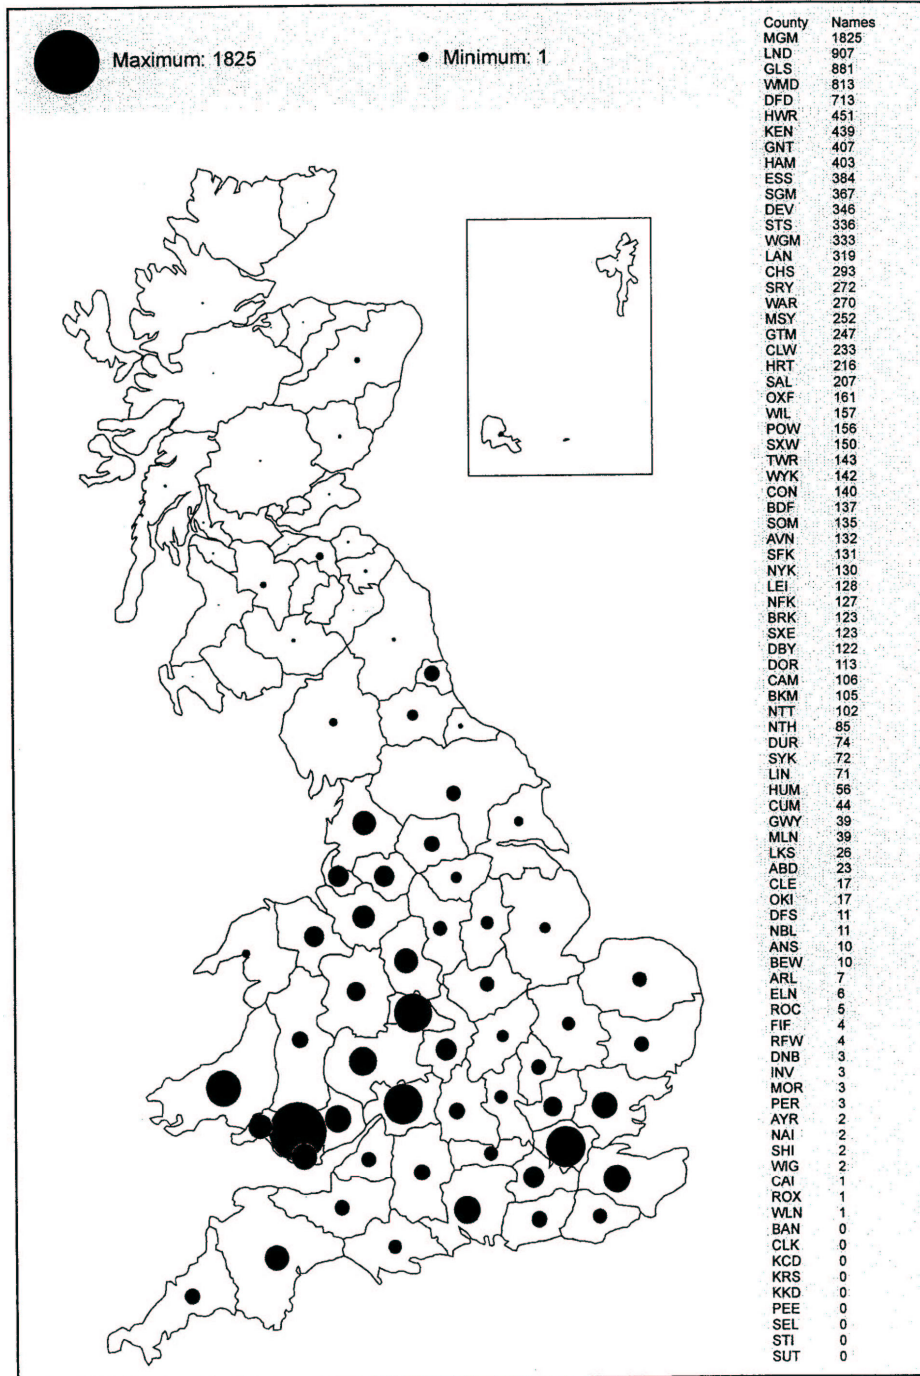 Maximum: 1825
Minimum: 1
County Names
MGM 1825
LND 907
GLS 881
WMD 813
DFD 713
HWR 451
KEN 439
GNT 407
HAM 403
ESS 384
SGM 367
DEV 346
STS 336
WGM 333
LAN 319
CHS 293
SRY 272
WAR 270
MSY 252
GTM 247
CLW 233
HRT 216
SAL 207
OXF 161
WIL 157
POW 156
SXW 150
TWR 143
WYK 142
CON 140
BDF 137
SOM 135
AVN 132
SFK 131
NYK 130
LEI 128
NFK 127
BRK 123
SXE 123
DBY 122
DOR 113
CAM 106
BKM 105
NTT 102
NTH 85
DUR 74
SYK 72
LIN 71
HUM 56
CUM 44
GWY 39
MLN 39
LKS 26
ABD 23
CLE 17
OKI 17
DFS 11
NBL 11
ANS 10
BEW 10
ARL 7
ELN 6
ROC 5
FIF 4
RFW 4
DNB 3
INV 3
MOR 3
PER 3
AYR 2
NAI 2
SHI 2
WIG 2
CAI 1
ROX 1
WLN 1
BAN 0
CLK 0
KCD 0
KRS 0
KKD 0
PEE 0
SEL 0
STI 0
SUT 0